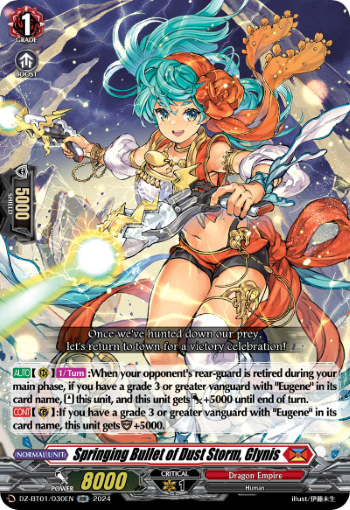 1
GRADE
BOOST
5000
SHIELD
Once we've hunted down our prey,
let's return to town for a victory celebration!
AUTO 1/Turn :When your opponent's rear-guard is retired during your
main phase, if you have a grade 3 or greater vanguard with "Eugene" in its
card name, this unit, and this unit gets +5000 until end of turn.
CONT :If you have a grade 3 or greater vanguard with "Eugene" in its
card name, this unit gets +5000.
NORMAL UNIT Springing Bullet of Dust Storm, Glynis
POWER 8000 CRITICAL 1 Dragon Empire
Human
DZ-BT01/030EN 2024 illust/伊藤未生